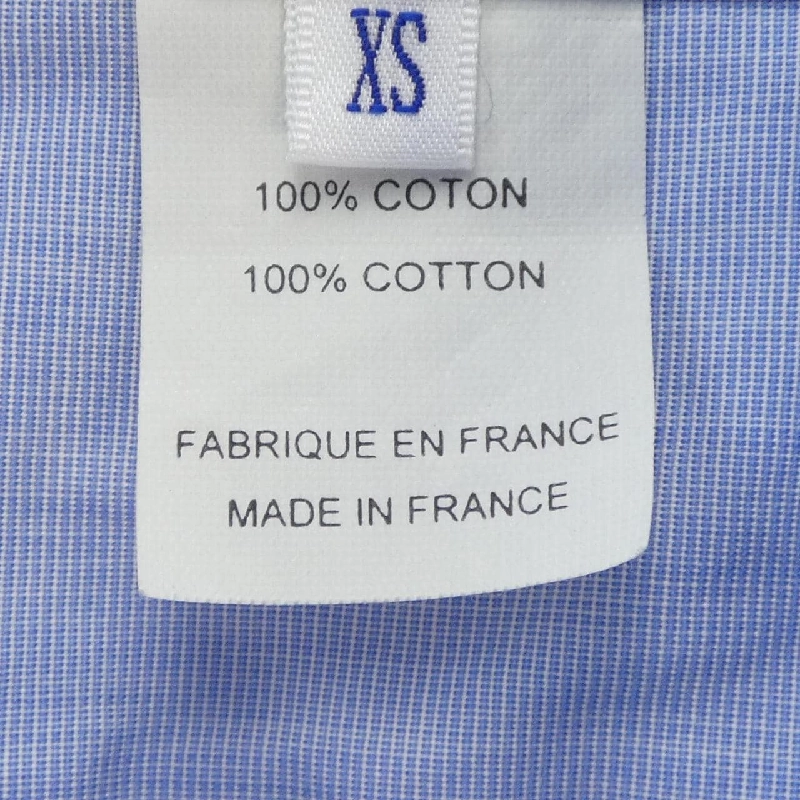 XS
100% COTON
100% COTTON
FABRIQUE EN FRANCE
MADE IN FRANCE